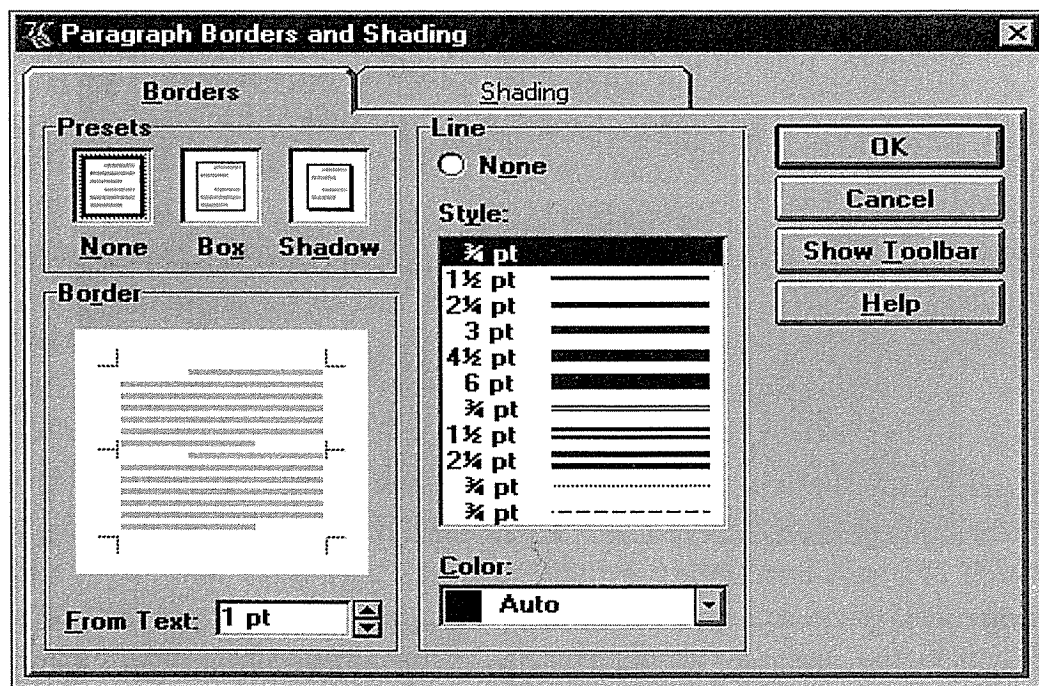 Paragraph Borders and Shading
Borders
Shading
Presets
None
Box
Shadow
Border
From Text: 1 pt
Line
None
Style:
¾ pt
1½ pt
2¼ pt
3 pt
4½ pt
6 pt
¾ pt
1½ pt
2¼ pt
¾ pt
¾ pt
Color:
Auto
OK
Cancel
Show Toolbar
Help